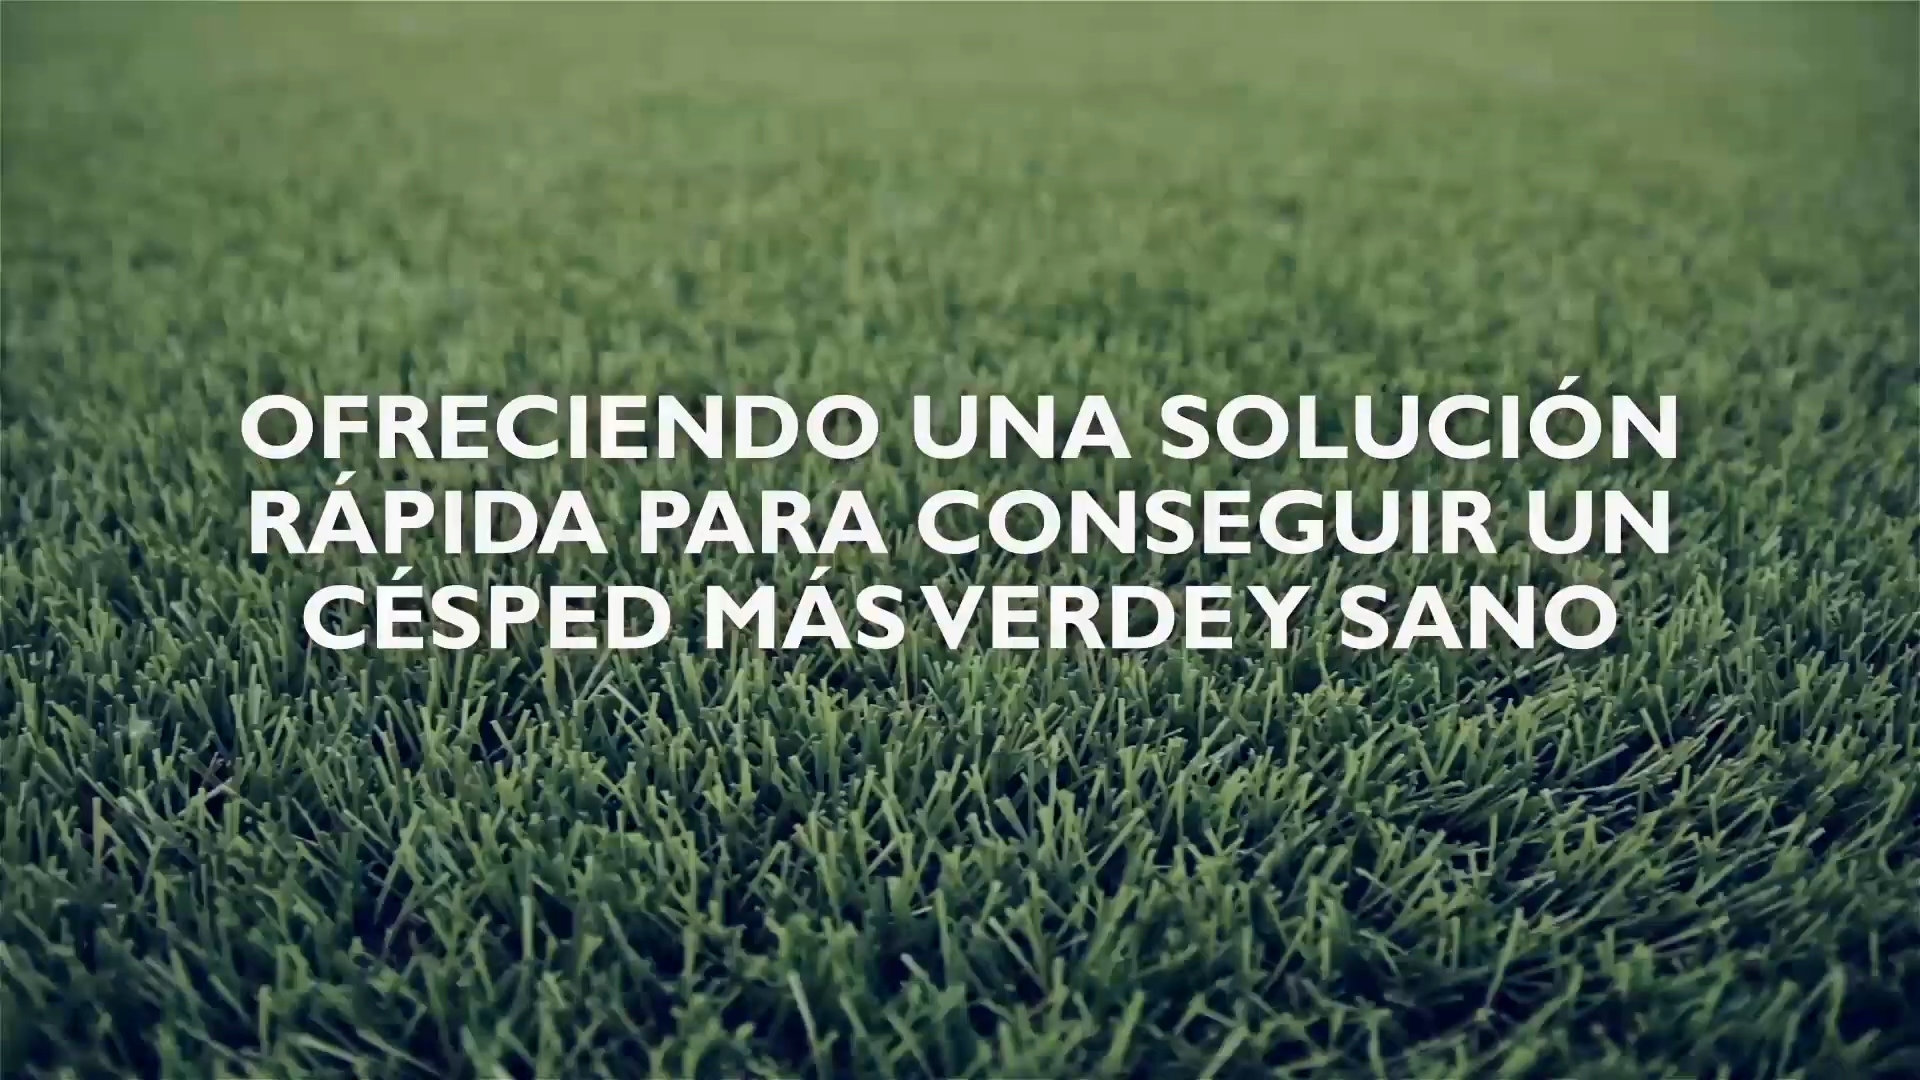 OFRECIENDO UNA SOLUCIÓN
RÁPIDA PARA CONSEGUIR UN
CÉSPED MÁS VERDE Y SANO